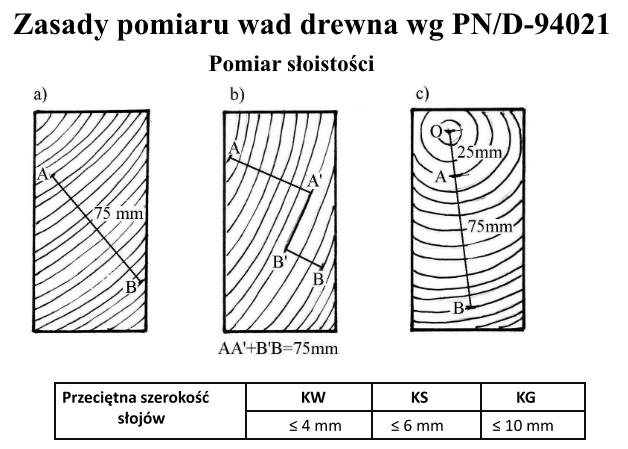 Zasady pomiaru wad drewna wg PN/D-94021
Pomiar słoistości
a)
b)
c)
A
75 mm
B
A
A'
B'
B
AA'+B'B=75mm
O
25mm
A
75mm
B
Przeciętna szerokość słojów
KW
KS
KG
≤ 4 mm
≤ 6 mm
≤ 10 mm